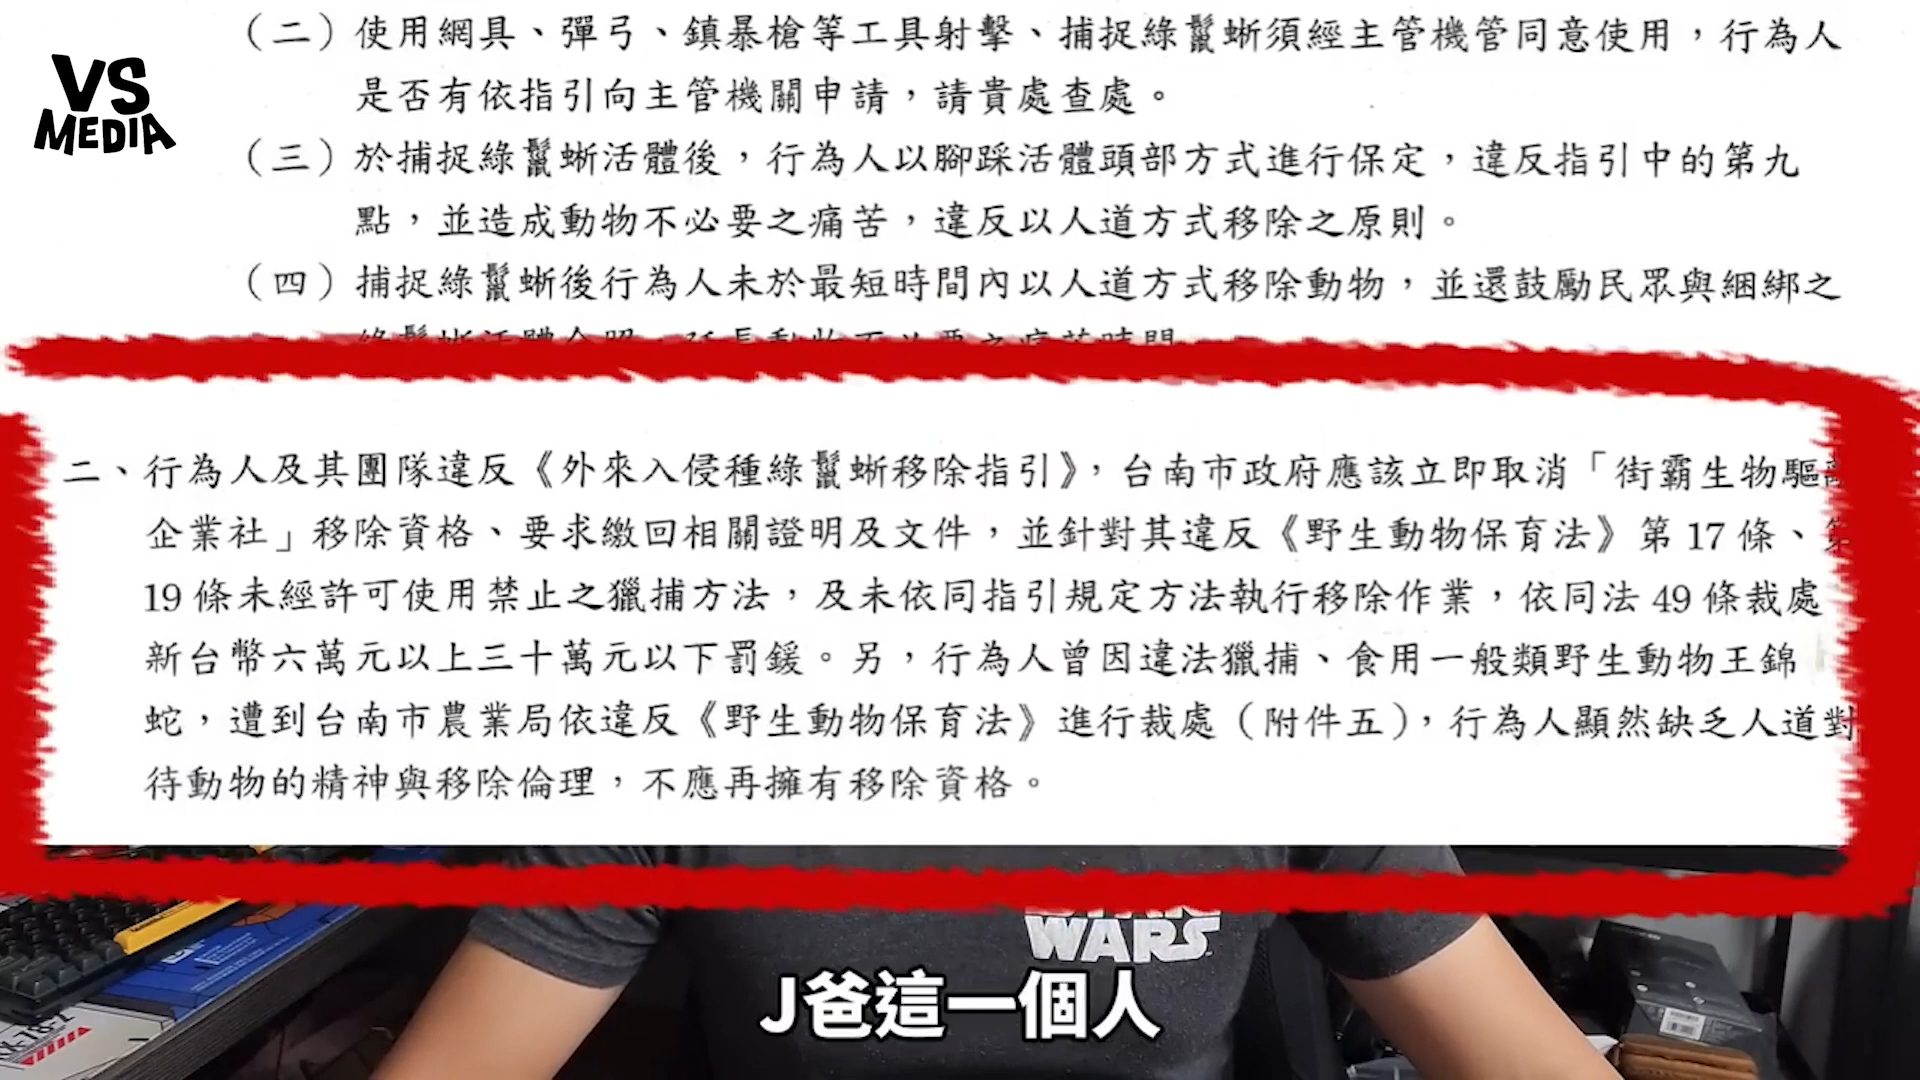 VS
MEDIA
（二）使用網具、彈弓、鎮暴槍等工具射擊、捕捉綠鬣蜥須經主管機管同意使用，行為人
是否有依指引向主管機關申請，請貴處查處。
（三）於捕捉綠鬣蜥活體後，行為人以腳踩活體頭部方式進行保定，違反指引中的第九
點，並造成動物不必要之痛苦，違反以人道方式移除之原則。
（四）捕捉綠鬣蜥後行為人未於最短時間內以人道方式移除動物，並還鼓勵民眾與綑綁之
二、行為人及其團隊違反《外來入侵種綠鬣蜥移除指引》，台南市政府應該立即取消「街霸生物驅
企業社」移除資格、要求繳回相關證明及文件，並針對其違反《野生動物保育法》第 17 條、第
19 條未經許可使用禁止之獵捕方法，及未依同指引規定方法執行移除作業，依同法 49 條裁處
新台幣六萬元以上三十萬元以下罰鍰。另，行為人曾因違法獵捕、食用一般類野生動物王錦
蛇，遭到台南市農業局依違反《野生動物保育法》進行裁處（附件五），行為人顯然缺乏人道對
待動物的精神與移除倫理，不應再擁有移除資格。
WARS
J爸這一個人